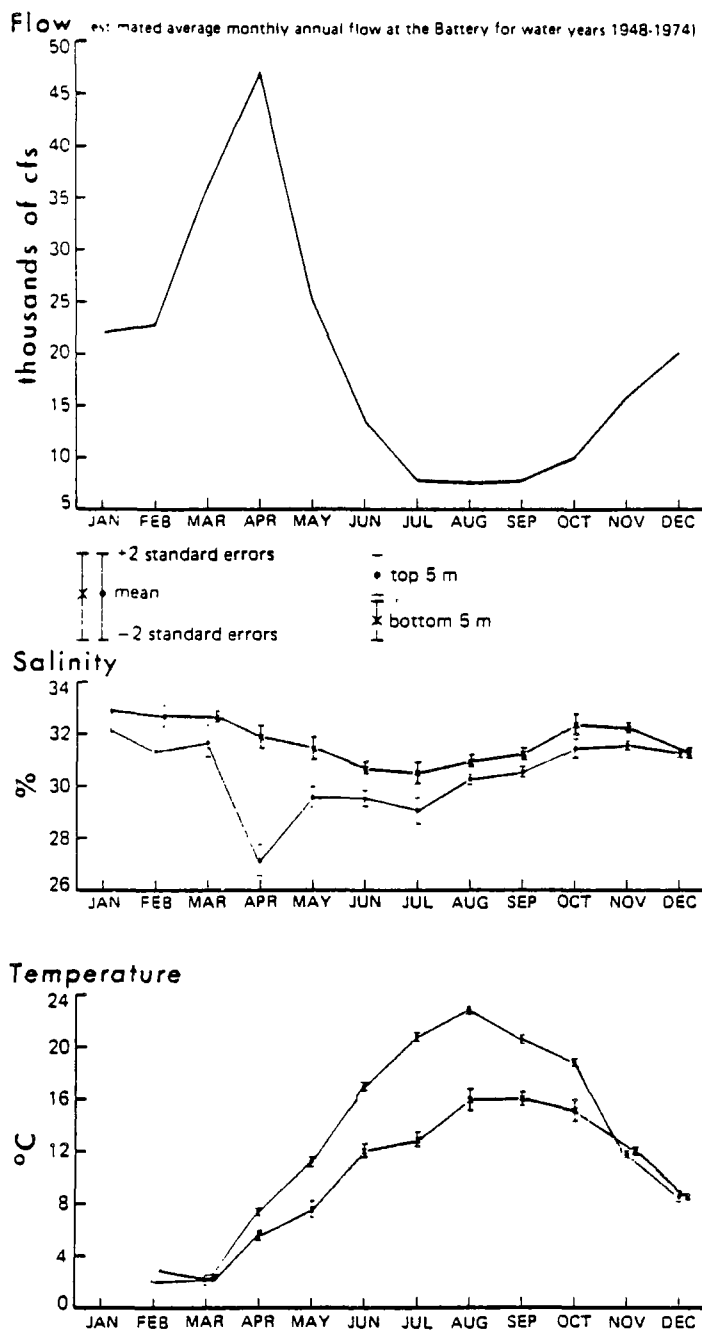 Flow estimated average monthly annual flow at the Battery for water years 1948-1974)
50
45
40
35
30
25
20
15
10
5
thousands of cfs
JAN FEB MAR APR MAY JUN JUL AUG SEP OCT NOV DEC
+2 standard errors
mean
-2 standard errors
top 5 m
bottom 5 m
Salinity
34
32
30
28
26
%
JAN FEB MAR APR MAY JUN JUL AUG SEP OCT NOV DEC
Temperature
24
20
16
12
8
4
0
°C
JAN FEB MAR APR MAY JUN JUL AUG SEP OCT NOV DEC